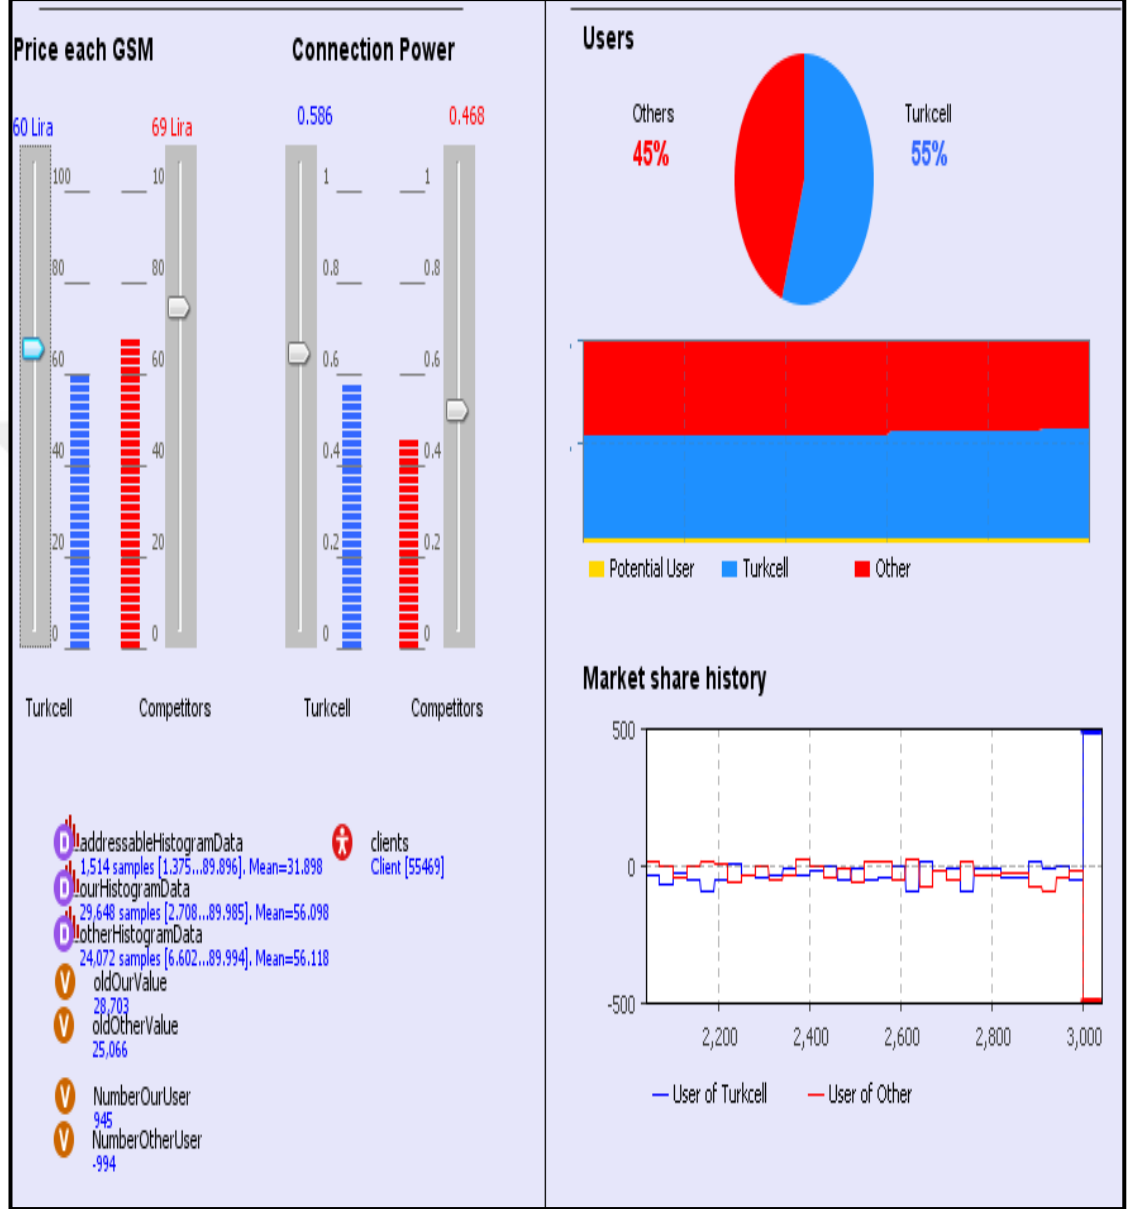 Price each GSM
Connection Power
60 Lira
69 Lira
0.586
0.468
100
10
80
80
60
60
40
40
20
20
0
0
1
1
0.8
0.8
0.6
0.6
0.4
0.4
0.2
0.2
0
0
Turkcell
Competitors
Turkcell
Competitors
addressableHistogramData
1,514 samples [1.375...89.896]. Mean=31.898
ourHistogramData
29,648 samples [2.708...89.985]. Mean=56.098
otherHistogramData
24,072 samples [6.602...89.994]. Mean=56.118
oldOurValue
28,703
oldOtherValue
25,066
NumberOurUser
945
NumberOtherUser
-994
D
D
D
V
V
V
V
clients
Client [55469]
Users
Others
45%
Turkcell
55%
Potential User
Turkcell
Other
Market share history
500
0
-500
2,200
2,400
2,600
2,800
3,000
User of Turkcell
User of Other